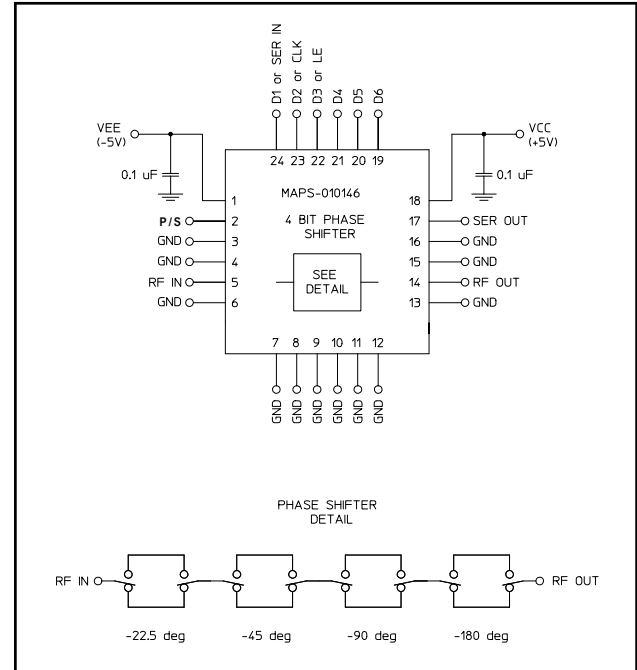 D1 or SER IN
D2 or CLK
D3 or LE
D4
D5
D6
VEE
(-5V)
VCC
(+5V)
24 23 22 21 20 19
0.1 uF
0.1 uF
MAPS-010146
1
18
P/S
2
4 BIT PHASE
SHIFTER
17
SER OUT
GND
3
16
GND
GND
4
SEE
DETAIL
15
GND
RF IN
5
14
RF OUT
GND
6
13
GND
7 8 9 10 11 12
GND
GND
GND
GND
GND
GND
PHASE SHIFTER
DETAIL
RF IN
RF OUT
-22.5 deg
-45 deg
-90 deg
-180 deg